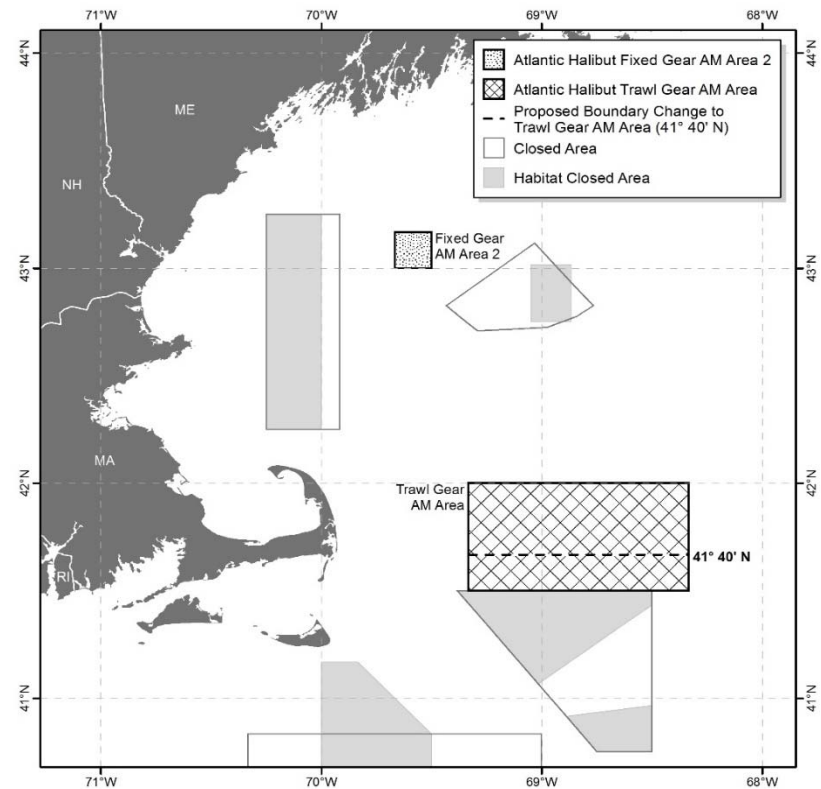 71°W 70°W 69°W 68°W
44°N 44°N
Atlantic Halibut Fixed Gear AM Area 2
Atlantic Halibut Trawl Gear AM Area
Proposed Boundary Change to
Trawl Gear AM Area (41° 40' N)
Closed Area
Habitat Closed Area
ME
NH
Fixed Gear
AM Area 2
43°N 43°N
MA
42°N 42°N
Trawl Gear
AM Area
41° 40' N
RI
41°N 41°N
71°W 70°W 69°W 68°W